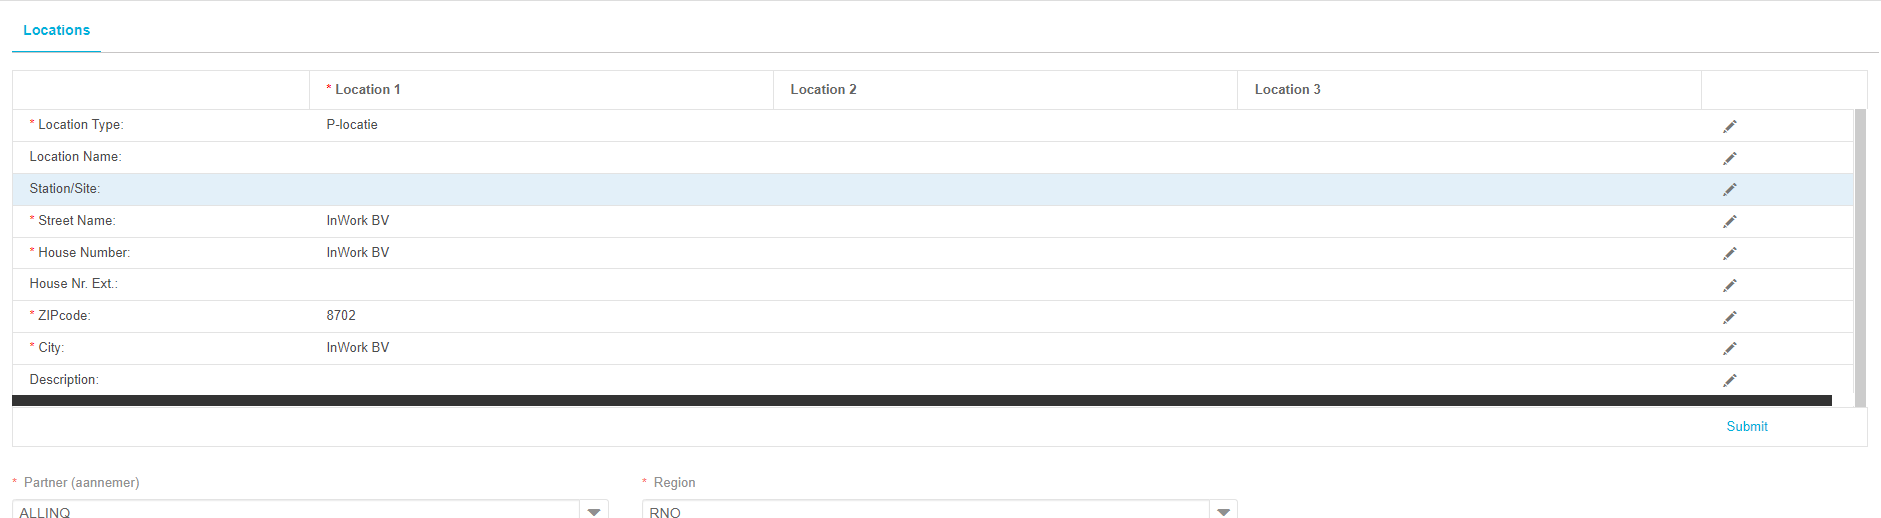 Locations
* Location 1 Location 2 Location 3
* Location Type: P-locatie
Location Name:
Station/Site:
* Street Name: InWork BV
* House Number: InWork BV
House Nr. Ext.:
* ZIPcode: 8702
* City: InWork BV
Description:
Submit
* Partner (aannemer) * Region
ALLINQ RNO